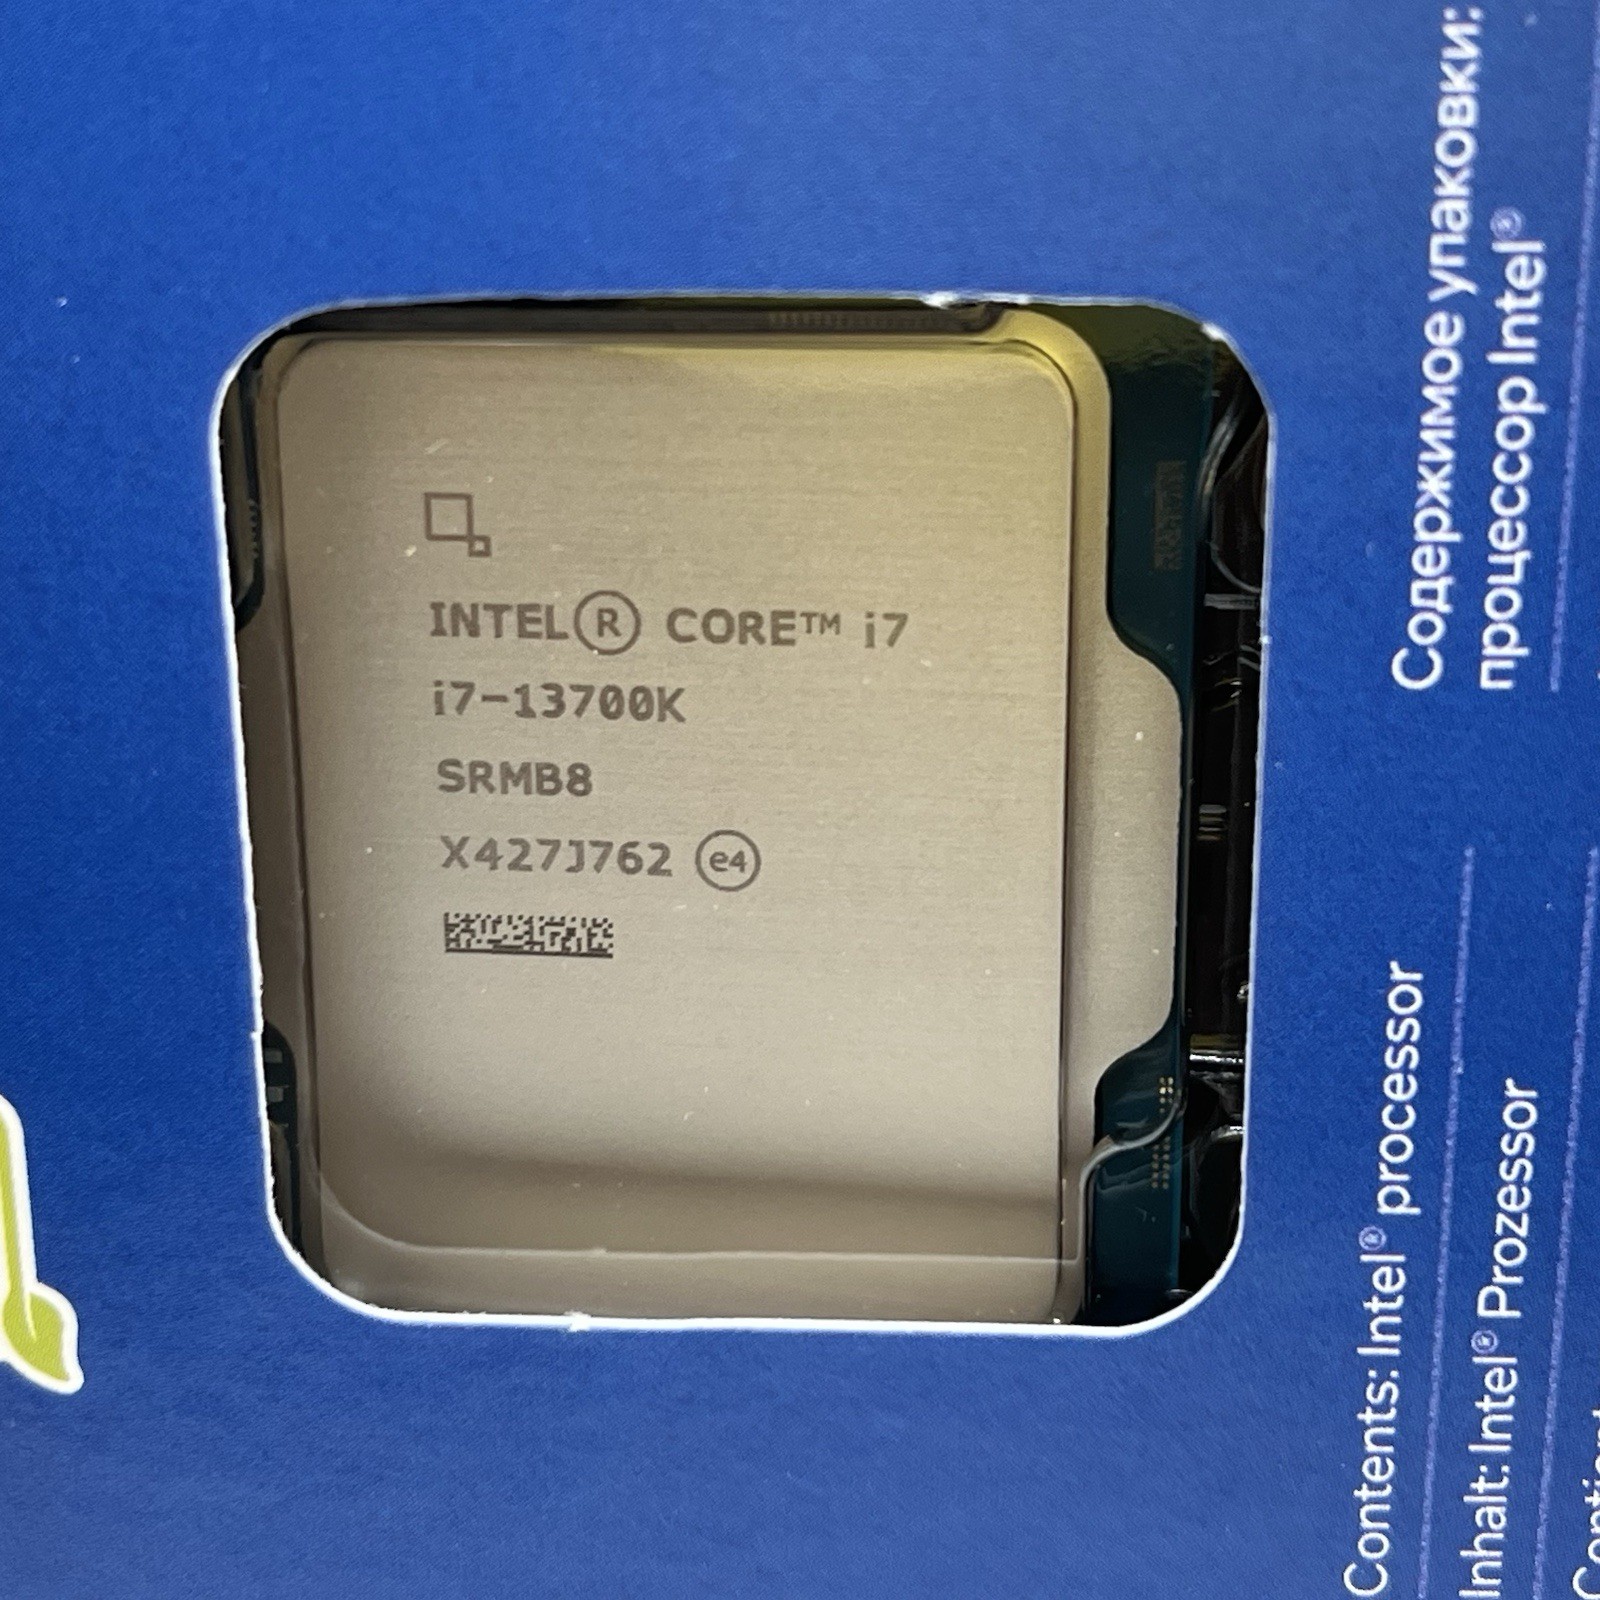 INTEL® CORE™ i7
i7-13700K
SRMB8
X427J762 e4
Содержимое упаковки:
процессор Intel®
Contents: Intel® processor
Inhalt: Intel® Prozessor